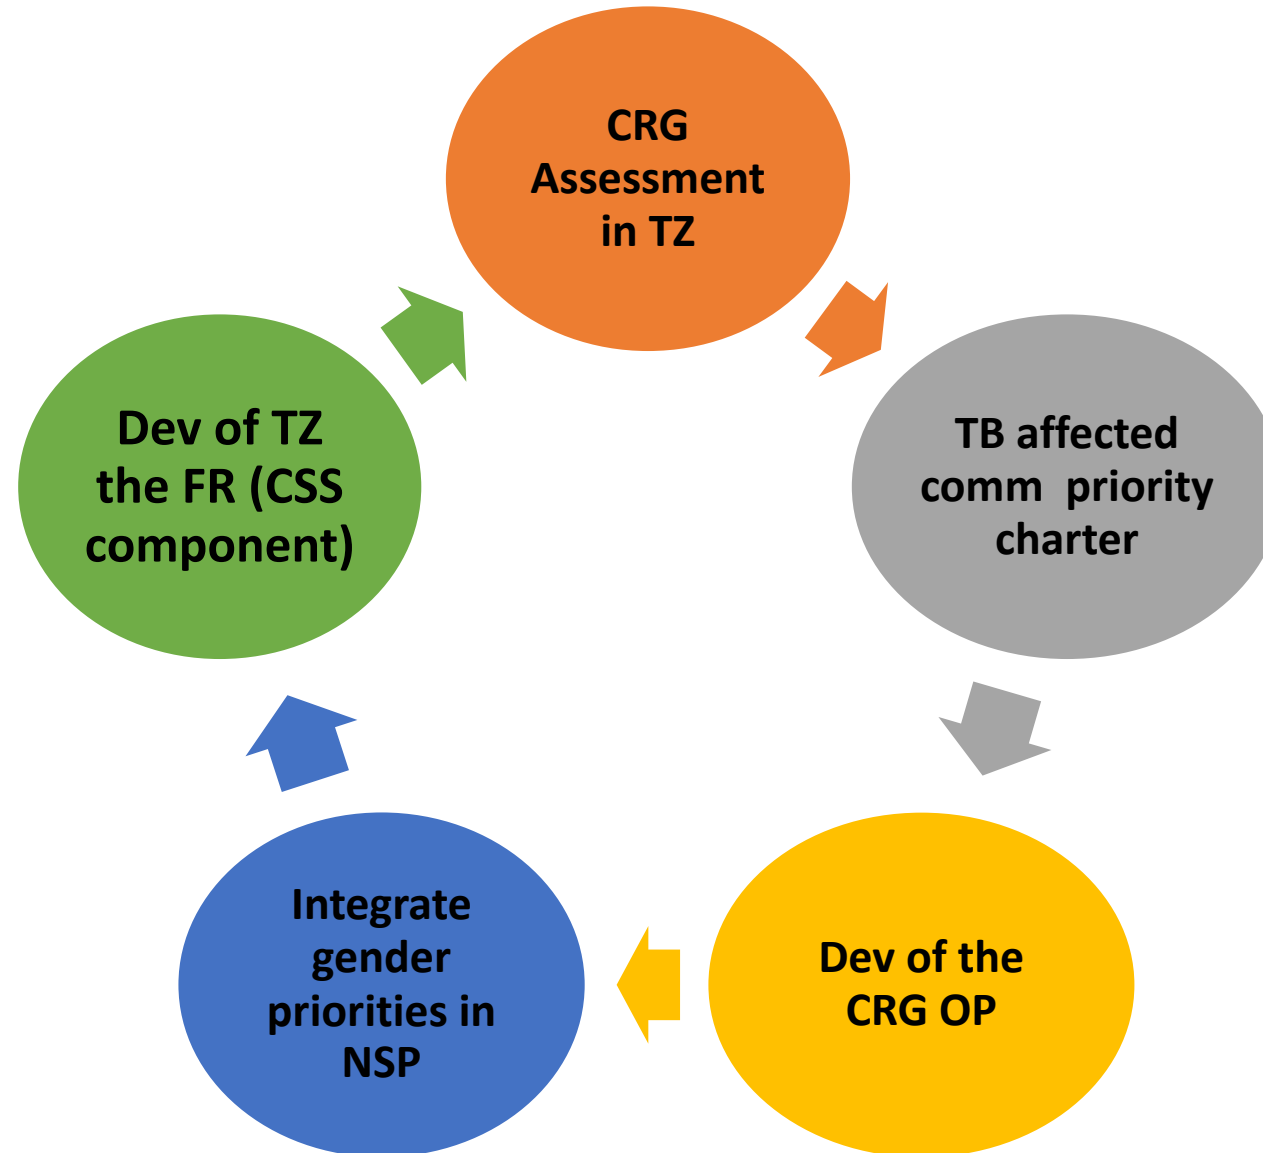 CRG
Assessment
in TZ
TB affected
comm  priority
charter
Dev of the
CRG OP
Integrate
gender
priorities in
NSP
Dev of TZ
the FR (CSS
component)